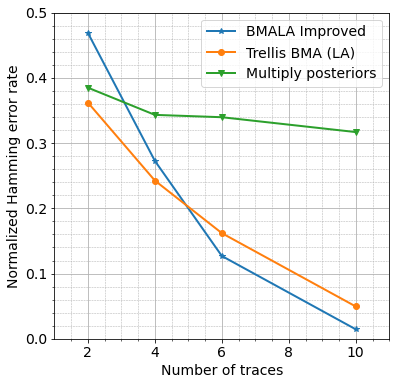 0.5
BMALA Improved
Trellis BMA (LA)
Multiply posteriors
0.4
0.3
0.2
0.1
0.0
Normalized Hamming error rate
2 4 6 8 10
Number of traces